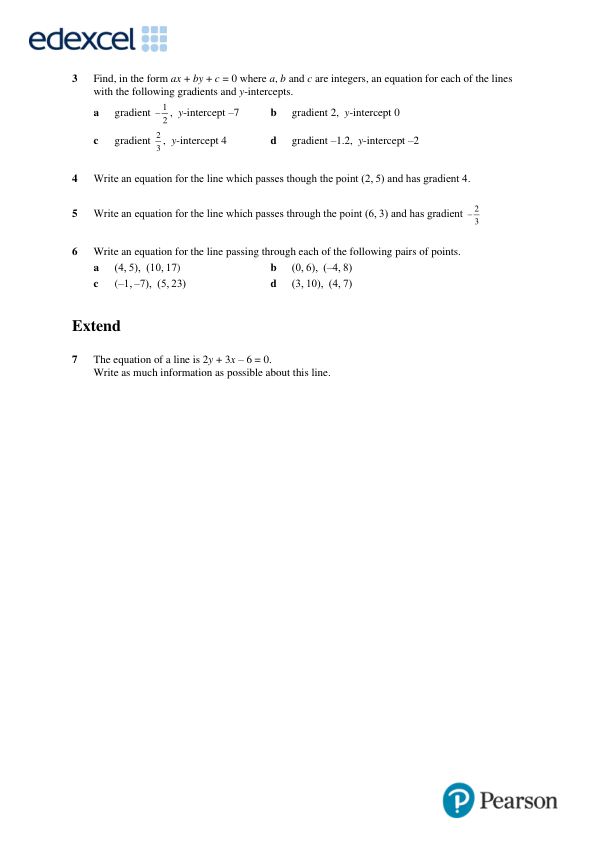 edexcel
3 Find, in the form ax + by + c = 0 where a, b and c are integers, an equation for each of the lines
with the following gradients and y-intercepts.
a gradient –1/2, y-intercept –7 b gradient 2, y-intercept 0
c gradient 2/3, y-intercept 4 d gradient –1.2, y-intercept –2
4 Write an equation for the line which passes though the point (2, 5) and has gradient 4.
5 Write an equation for the line which passes through the point (6, 3) and has gradient –2/3
6 Write an equation for the line passing through each of the following pairs of points.
a (4, 5), (10, 17) b (0, 6), (–4, 8)
c (–1, –7), (5, 23) d (3, 10), (4, 7)
Extend
7 The equation of a line is 2y + 3x – 6 = 0.
Write as much information as possible about this line.
Pearson